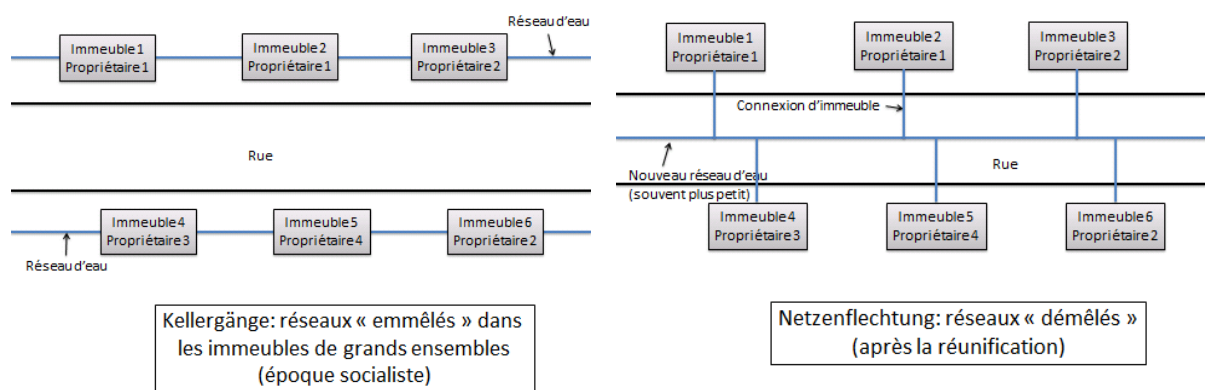 Réseau d'eau
Immeuble1
Propriétaire1
Immeuble2
Propriétaire1
Immeuble3
Propriétaire2
Rue
Immeuble4
Propriétaire3
Immeuble5
Propriétaire4
Immeuble6
Propriétaire2
Réseau d'eau
Kellergänge: réseaux « emmêlés » dans
les immeubles de grands ensembles
(époque socialiste)
Immeuble1
Propriétaire1
Immeuble2
Propriétaire1
Immeuble3
Propriétaire2
Connexion d'immeuble
Rue
Nouveau réseau d'eau
(souvent plus petit)
Immeuble4
Propriétaire3
Immeuble5
Propriétaire4
Immeuble6
Propriétaire2
Netzenflechtung: réseaux « démêlés »
(après la réunification)